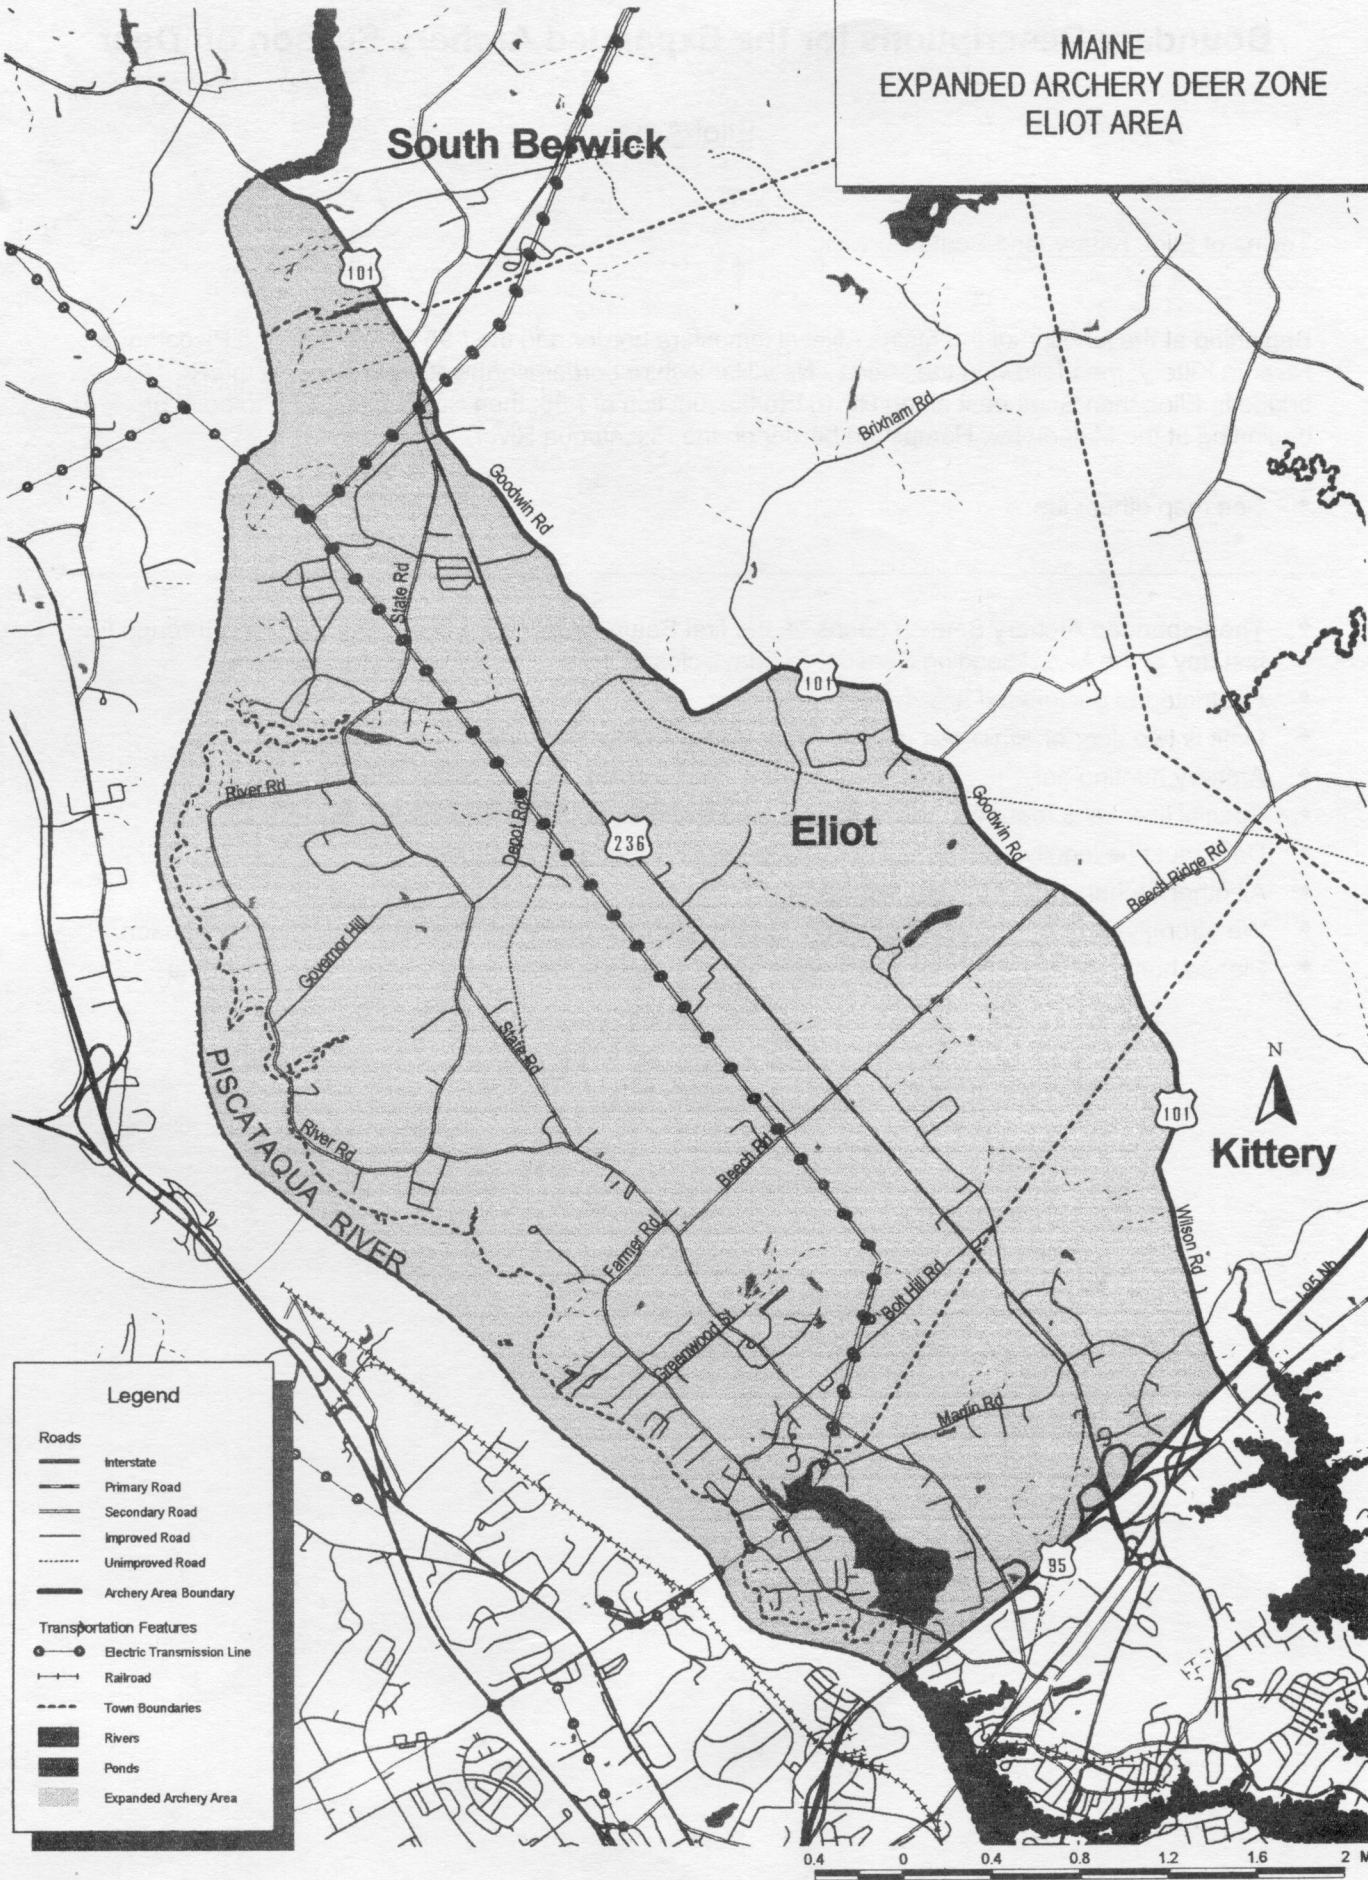 MAINE
EXPANDED ARCHERY DEER ZONE
ELIOT AREA
South Berwick
101
Brixham Rd
Goodwin Rd
State Rd
101
River Rd
Depot Rd
236
Eliot
Goodwin Rd
Beech Ridge Rd
Governor Hill
State Rd
N
PISCATAQUA RIVER
101
Kittery
River Rd
Beech Rd
Wilson Rd
Farmer Rd
Bolt Hill Rd
I 95 Nb
Greenwood St
Martin Rd
95
Legend
Roads
Interstate
Primary Road
Secondary Road
Improved Road
Unimproved Road
Archery Area Boundary
Transportation Features
Electric Transmission Line
Railroad
Town Boundaries
Rivers
Ponds
Expanded Archery Area
0.4 0 0.4 0.8 1.2 1.6 2 M